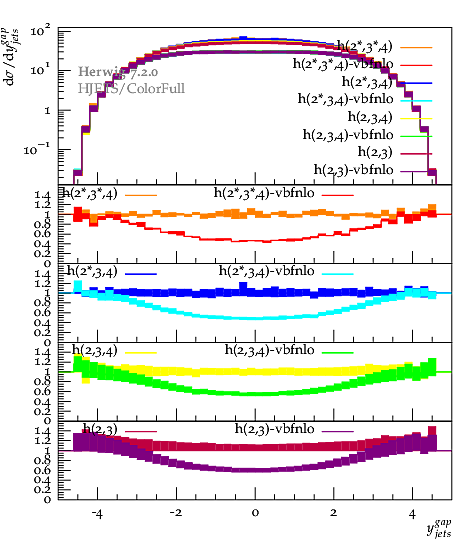 dσ/dy^{gap}_{jets}
10^2
10^1
10^{-1}
Herwig 7.2.0
HJETS/ColorFull
h(2*,3*,4)
h(2*,3*,4)-vbfnlo
h(2*,3,4)
h(2*,3,4)-vbfnlo
h(2,3,4)
h(2,3,4)-vbfnlo
h(2,3)
h(2,3)-vbfnlo
h(2*,3*,4) h(2*,3*,4)-vbfnlo
1.4
1.2
1
0.8
0.6
0.4
0.2
0
h(2*,3,4) h(2*,3,4)-vbfnlo
1.4
1.2
1
0.8
0.6
0.4
0.2
0
h(2,3,4) h(2,3,4)-vbfnlo
1.4
1.2
1
0.8
0.6
0.4
0.2
0
h(2,3) h(2,3)-vbfnlo
1.4
1.2
1
0.8
0.6
0.4
0.2
0
-4 -2 0 2 4
y^{gap}_{jets}